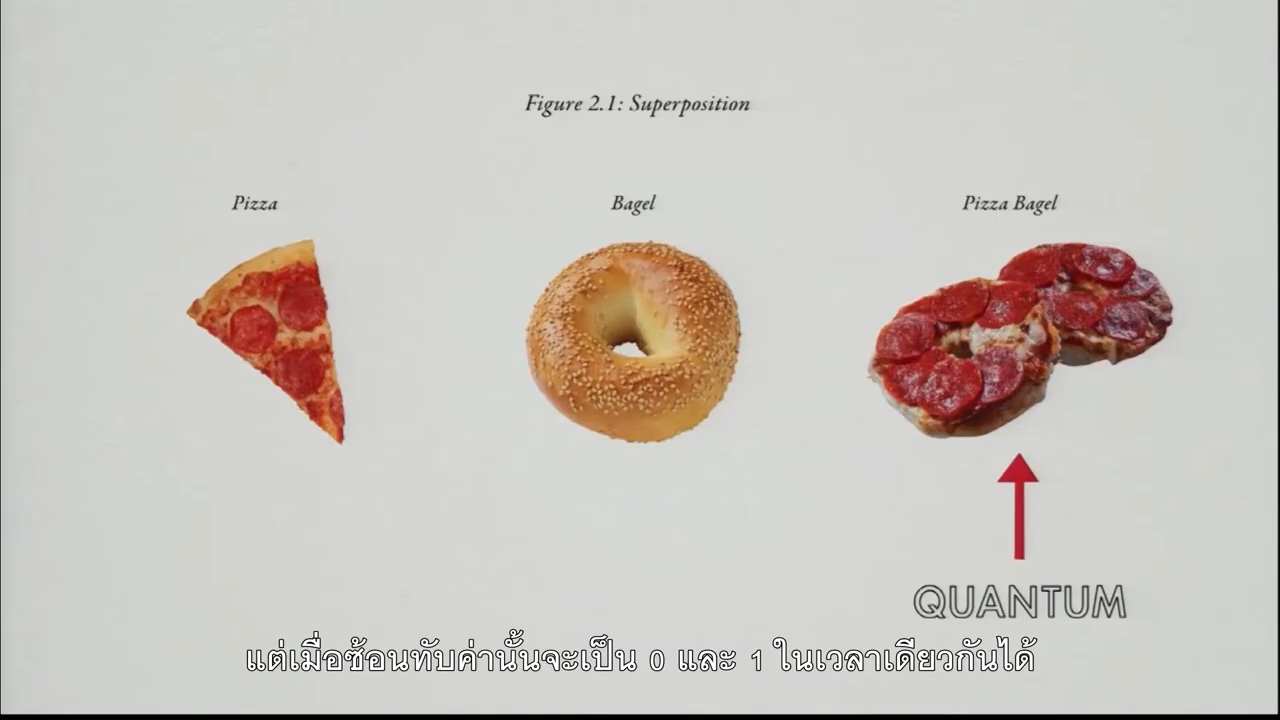 Figure 2.1: Superposition
Pizza
Bagel
Pizza Bagel
QUANTUM
แต่เมื่อซ้อนทับค่านั้นจะเป็น 0 และ 1 ในเวลาเดียวกันได้